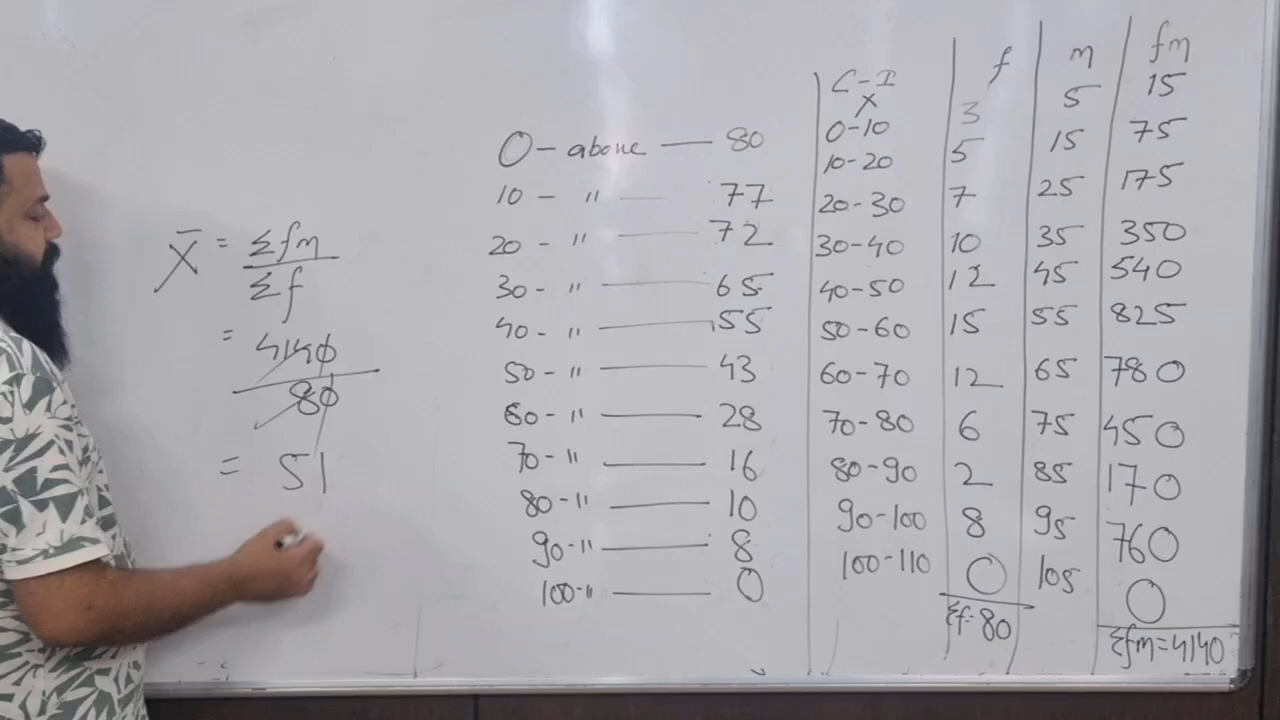 X̄ = Σfm
Σf
= 4140
80
= 51
0 - above — 80
10 - " — 77
20 - " — 72
30 - " — 65
40 - " — 55
50 - " — 43
60 - " — 28
70 - " — 16
80 - " — 10
90 - " — 8
100 - " — 0
C-I f m fm
X
0-10 3 5 15
10-20 5 15 75
20-30 7 25 175
30-40 10 35 350
40-50 12 45 540
50-60 15 55 825
60-70 12 65 780
70-80 6 75 450
80-90 2 85 170
90-100 8 95 760
100-110 0 105 0
Σf=80 Σfm=4140